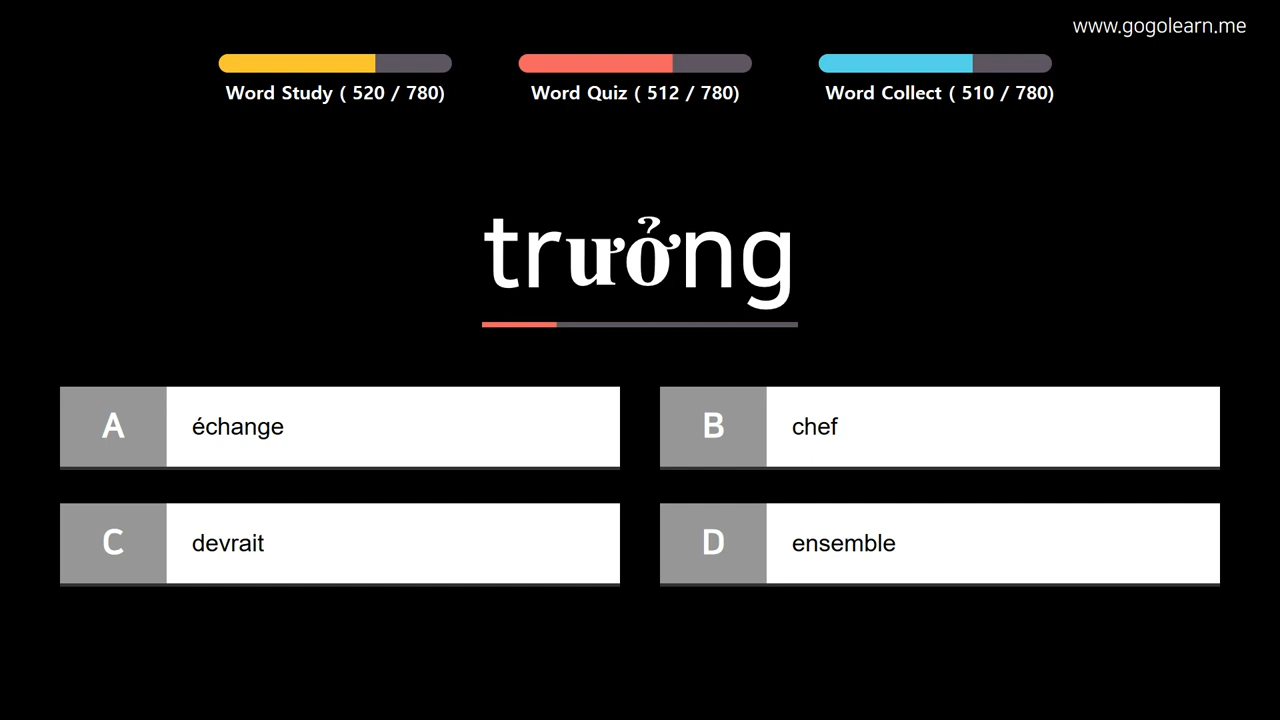 www.gogolearn.me
Word Study ( 520 / 780)
Word Quiz ( 512 / 780)
Word Collect ( 510 / 780)
trưởng
A échange
B chef
C devrait
D ensemble